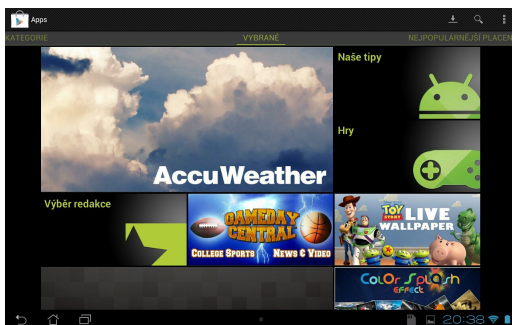 Apps
KATEGORIE
VYBRANÉ
NEJPOPULÁRNĚJŠÍ PLACEN
Naše tipy
AccuWeather
Hry
Výběr redakce
GAMEDAY
CENTRAL
COLLEGE SPORTS NEWS & VIDEO
TOY
STORY
LIVE
WALLPAPER
COLOR SPLASH
EFFECT
20:38